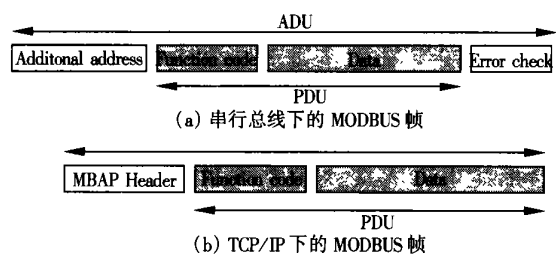 ADU
Additonal address Function code Data Error check
PDU
(a) 串行总线下的 MODBUS 帧
MBAP Header Function code Data
PDU
(b) TCP/IP 下的 MODBUS 帧